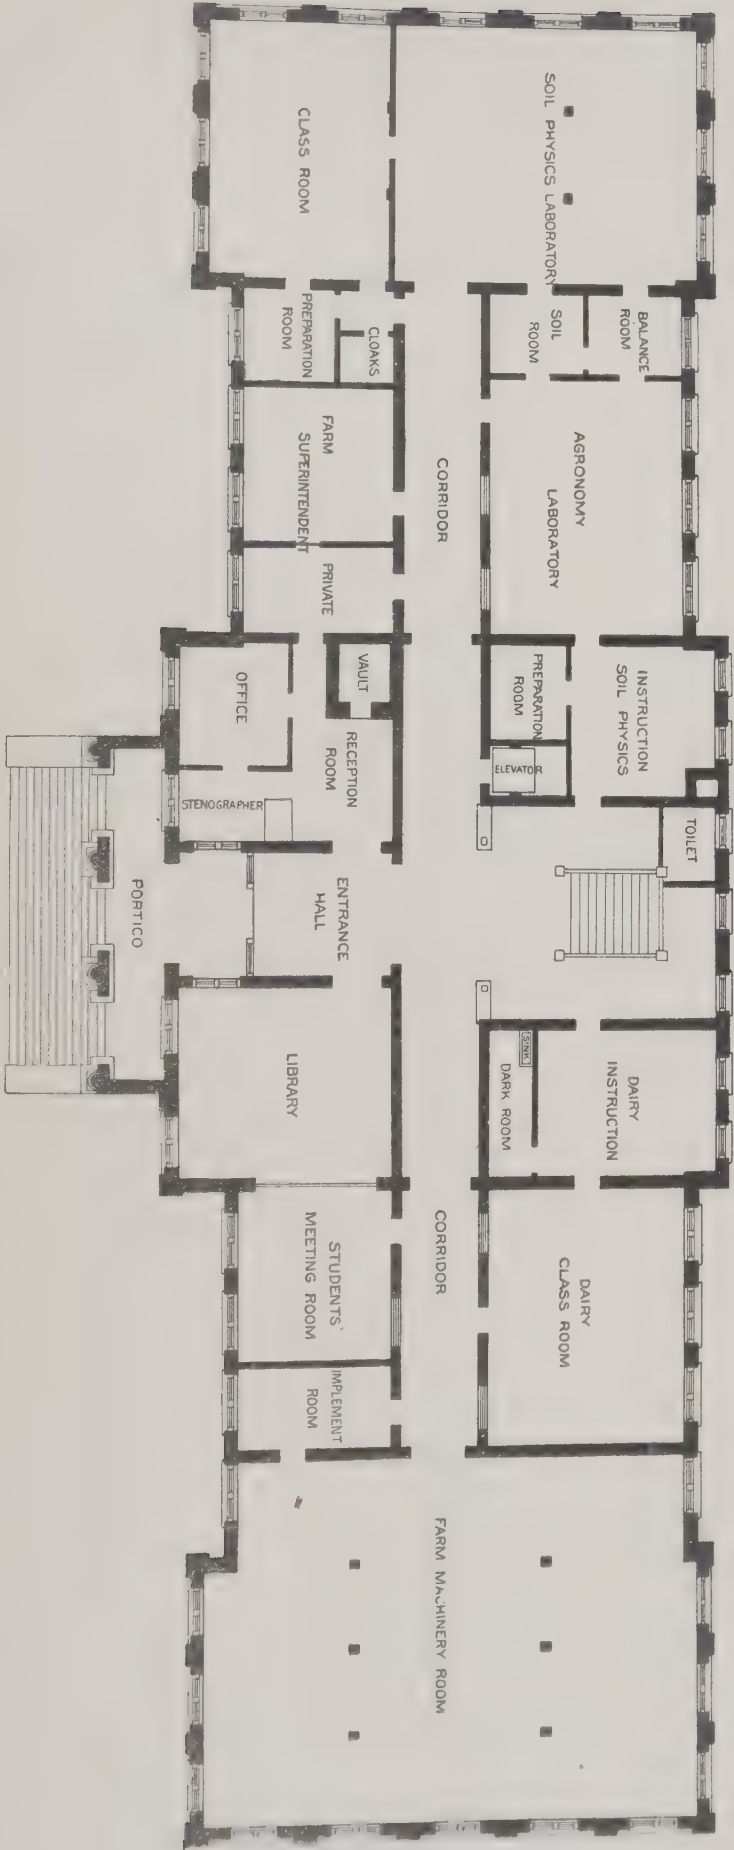 SOIL PHYSICS LABORATORY
CLASS ROOM
BALANCE
ROOM
SOIL
ROOM
CLOAKS
PREPARATION
ROOM
AGRONOMY
LABORATORY
CORRIDOR
FARM
SUPERINTENDENT
PRIVATE
INSTRUCTION
SOIL PHYSICS
PREPARATION
ROOM
VAULT
OFFICE
ELEVATOR
RECEPTION
ROOM
STENOGRAPHER
TOILET
ENTRANCE
HALL
PORTICO
DAIRY
INSTRUCTION
SINK
DARK ROOM
LIBRARY
DAIRY
CLASS ROOM
CORRIDOR
STUDENTS'
MEETING ROOM
IMPLEMENT
ROOM
FARM MACHINERY ROOM